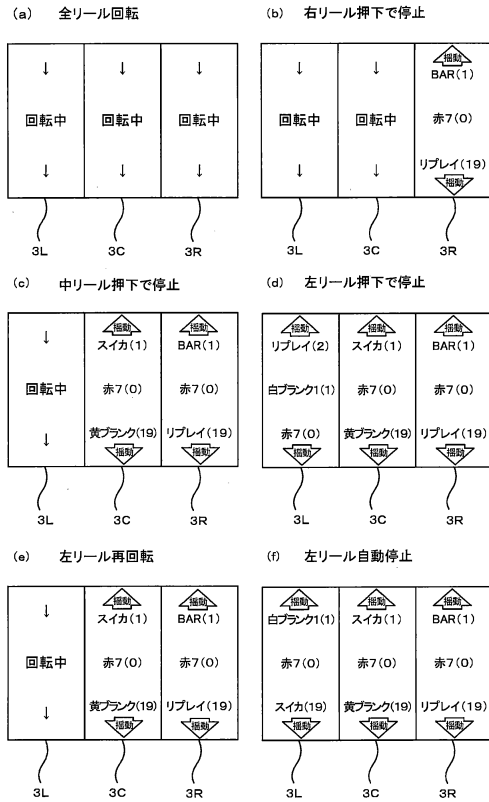 (a) 全リール回転
↓ ↓ ↓
回転中 回転中 回転中
↓ ↓ ↓
3L 3C 3R
(b) 右リール押下で停止
揺動
↓ ↓ BAR(1)
回転中 回転中 赤7(0)
↓ ↓ リプレイ(19)
揺動
3L 3C 3R
(c) 中リール押下で停止
揺動 揺動
↓ スイカ(1) BAR(1)
回転中 赤7(0) 赤7(0)
↓ 黄ブランク(19) リプレイ(19)
揺動 揺動
3L 3C 3R
(d) 左リール押下で停止
揺動 揺動 揺動
リプレイ(2) スイカ(1) BAR(1)
白ブランク1(1) 赤7(0) 赤7(0)
赤7(0) 黄ブランク(19) リプレイ(19)
揺動 揺動 揺動
3L 3C 3R
(e) 左リール再回転
揺動 揺動
↓ スイカ(1) BAR(1)
回転中 赤7(0) 赤7(0)
↓ 黄ブランク(19) リプレイ(19)
揺動 揺動
3L 3C 3R
(f) 左リール自動停止
揺動 揺動 揺動
白ブランク1(1) スイカ(1) BAR(1)
赤7(0) 赤7(0) 赤7(0)
スイカ(19) 黄ブランク(19) リプレイ(19)
揺動 揺動 揺動
3L 3C 3R